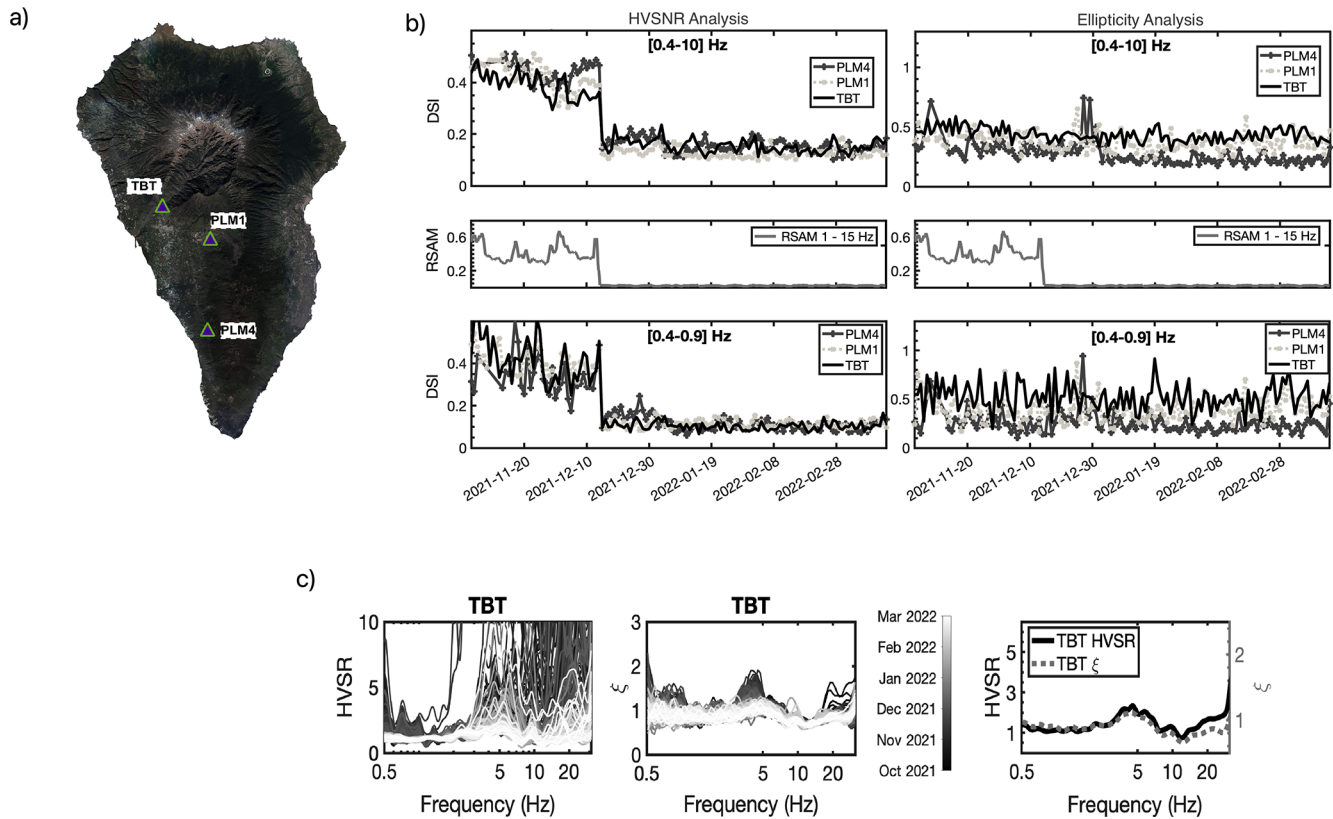 a)
TBT
PLM1
PLM4
b)
HVSNR Analysis
Ellipticity Analysis
[0.4-10] Hz
PLM4
PLM1
TBT
DSI
0.4
0.2
0
[0.4-10] Hz
PLM4
PLM1
TBT
1
0.5
0
RSAM
0.6
0.2
RSAM 1 - 15 Hz
0.6
0.2
RSAM 1 - 15 Hz
[0.4-0.9] Hz
PLM4
PLM1
TBT
DSI
0.4
0.2
0
2021-11-20
2021-12-10
2021-12-30
2022-01-19
2022-02-08
2022-02-28
[0.4-0.9] Hz
PLM4
PLM1
TBT
1
0.5
0
2021-11-20
2021-12-10
2021-12-30
2022-01-19
2022-02-08
2022-02-28
c)
TBT
HVSR
10
5
0
0.5
5
10
20
Frequency (Hz)
TBT
ξ
3
2
1
0
0.5
5
10
20
Frequency (Hz)
Mar 2022
Feb 2022
Jan 2022
Dec 2021
Nov 2021
Oct 2021
TBT HVSR
TBT ξ
HVSR
5
3
1
2
1
ξ
0.5
5
10
20
Frequency (Hz)